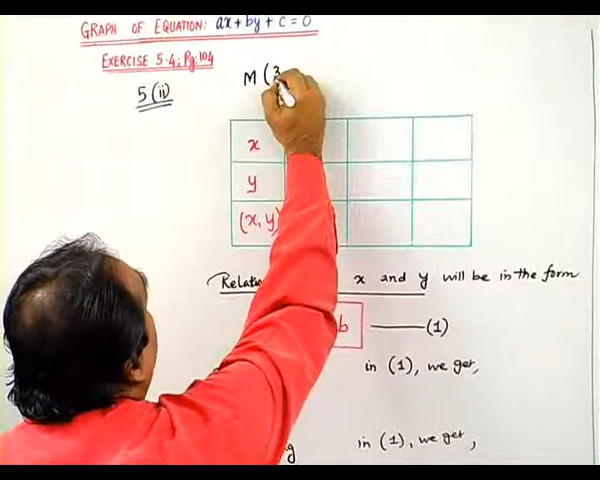 GRAPH OF EQUATION: ax + by + c = 0
EXERCISE 5.4; Pg: 104
5 (ii)
M (3
x
y
(x, y)
x and y will be in the form
b (1)
in (1), we get,
in (1), we get,